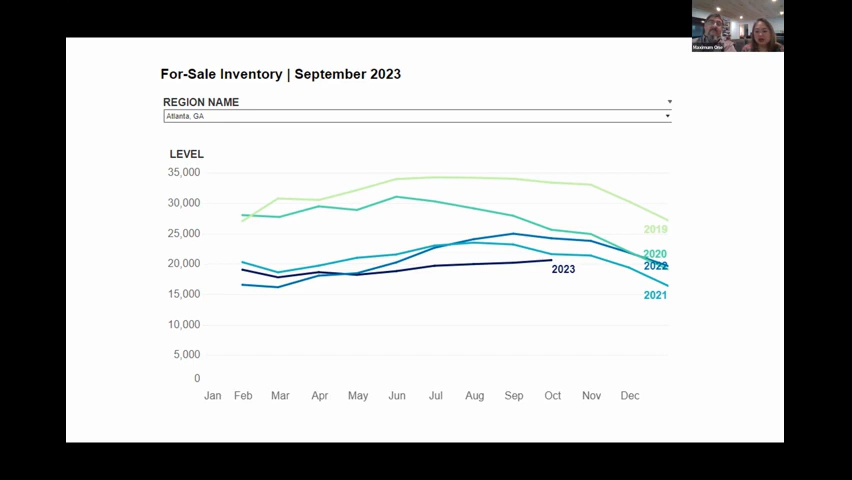 Maximum One
For-Sale Inventory | September 2023
REGION NAME
Atlanta, GA
LEVEL
35,000
30,000
25,000
20,000
15,000
10,000
5,000
0
2019
2020
2022
2023
2021
Jan Feb Mar Apr May Jun Jul Aug Sep Oct Nov Dec